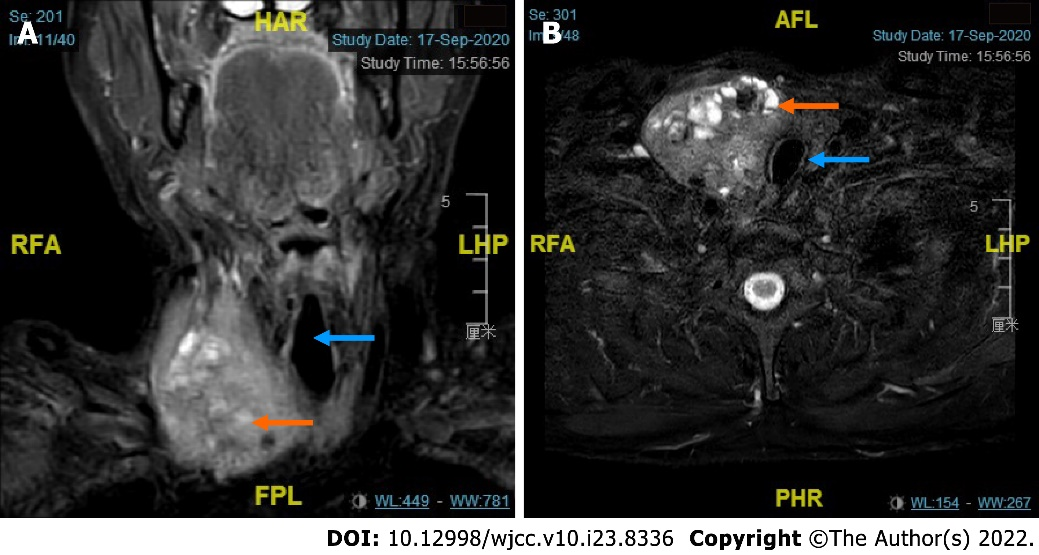 Se: 201
A
HAR
Study Date: 17-Sep-2020
Study Time: 15:56:56
5
RFA
LHP
厘米
FPL
WL:449 - WW:781
Se: 301
B
/48
AFL
Study Date: 17-Sep-2020
Study Time: 15:56:56
5
RFA
LHP
厘米
PHR
WL:154 - WW:267
DOI: 10.12998/wjcc.v10.i23.8336 Copyright ©The Author(s) 2022.